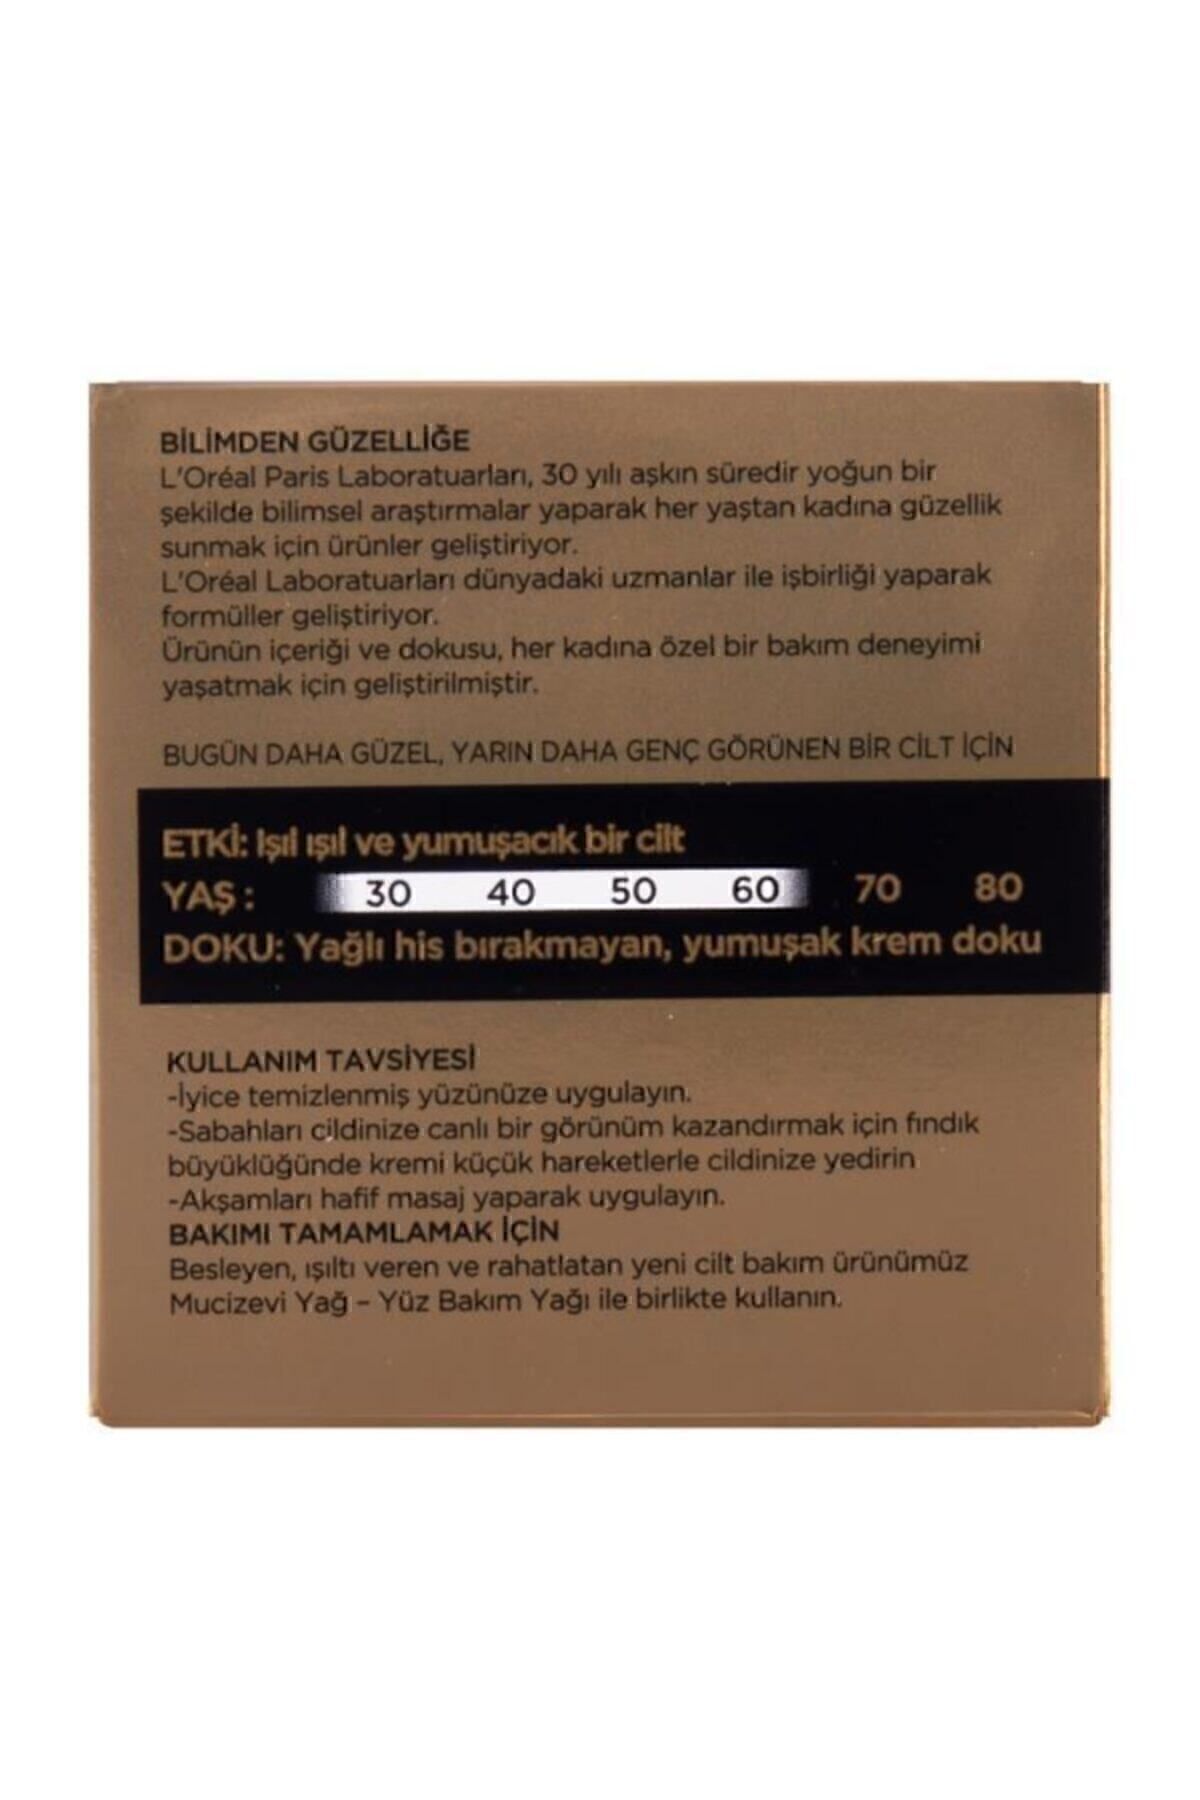 BİLİMDEN GÜZELLİĞE
L'Oréal Paris Laboratuarları, 30 yılı aşkın süredir yoğun bir
şekilde bilimsel araştırmalar yaparak her yaştan kadına güzellik
sunmak için ürünler geliştiriyor.
L'Oréal Laboratuarları dünyadaki uzmanlar ile işbirliği yaparak
formüller geliştiriyor.
Ürünün içeriği ve dokusu, her kadına özel bir bakım deneyimi
yaşatmak için geliştirilmiştir.
BUGÜN DAHA GÜZEL, YARIN DAHA GENÇ GÖRÜNEN BİR CİLT İÇİN
ETKİ: Işıl ışıl ve yumuşacık bir cilt
YAŞ : 30 40 50 60 70 80
DOKU: Yağlı his bırakmayan, yumuşak krem doku
KULLANIM TAVSİYESİ
-İyice temizlenmiş yüzünüze uygulayın.
-Sabahları cildinize canlı bir görünüm kazandırmak için fındık
büyüklüğünde kremi küçük hareketlerle cildinize yedirin
-Akşamları hafif masaj yaparak uygulayın.
BAKIMI TAMAMLAMAK İÇİN
Besleyen, ışıltı veren ve rahatlatan yeni cilt bakım ürünümüz
Mucizevi Yağ – Yüz Bakım Yağı ile birlikte kullanın.